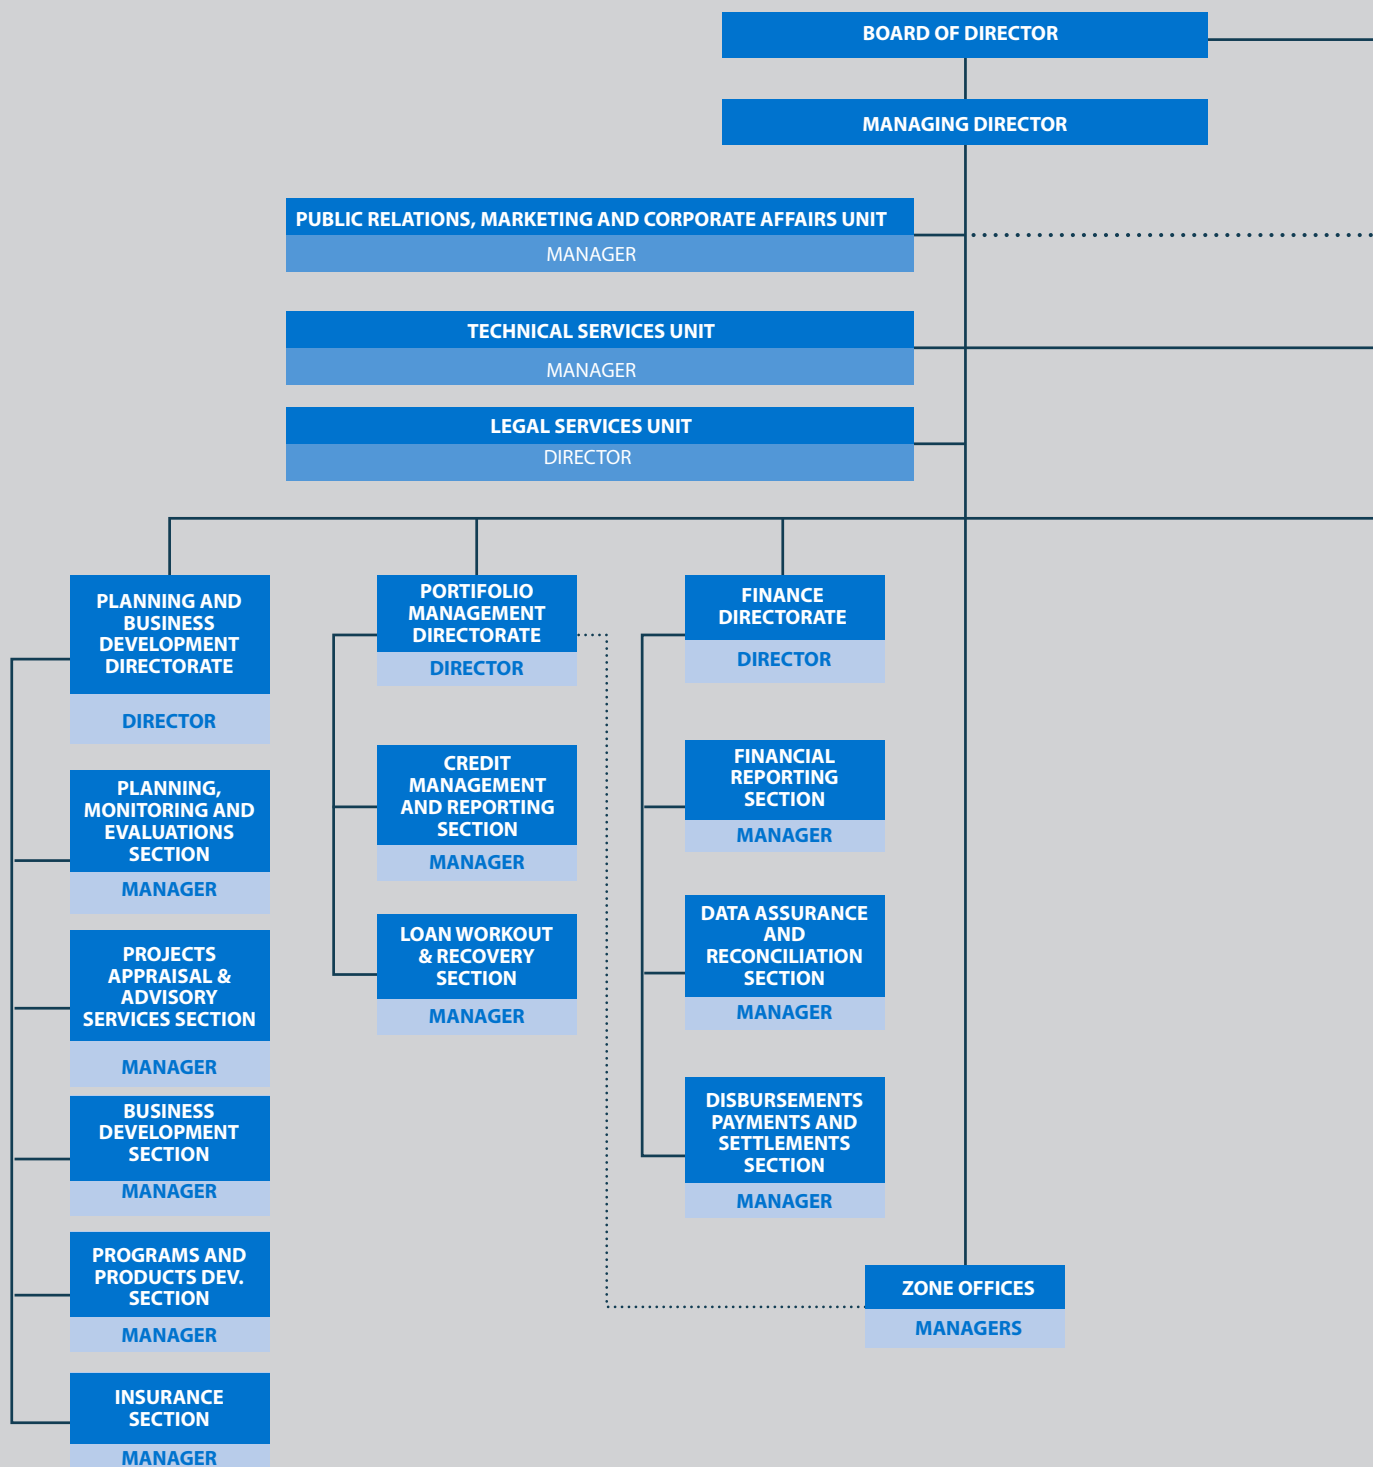 BOARD OF DIRECTOR
MANAGING DIRECTOR
PUBLIC RELATIONS, MARKETING AND CORPORATE AFFAIRS UNIT
MANAGER
TECHNICAL SERVICES UNIT
MANAGER
LEGAL SERVICES UNIT
DIRECTOR
PLANNING AND
BUSINESS
DEVELOPMENT
DIRECTORATE
DIRECTOR
PLANNING,
MONITORING AND
EVALUATIONS
SECTION
MANAGER
PROJECTS
APPRAISAL &
ADVISORY
SERVICES SECTION
MANAGER
BUSINESS
DEVELOPMENT
SECTION
MANAGER
PROGRAMS AND
PRODUCTS DEV.
SECTION
MANAGER
INSURANCE
SECTION
MANAGER
PORTIFOLIO
MANAGEMENT
DIRECTORATE
DIRECTOR
CREDIT
MANAGEMENT
AND REPORTING
SECTION
MANAGER
LOAN WORKOUT
& RECOVERY
SECTION
MANAGER
FINANCE
DIRECTORATE
DIRECTOR
FINANCIAL
REPORTING
SECTION
MANAGER
DATA ASSURANCE
AND
RECONCILIATION
SECTION
MANAGER
DISBURSEMENTS
PAYMENTS AND
SETTLEMENTS
SECTION
MANAGER
ZONE OFFICES
MANAGERS